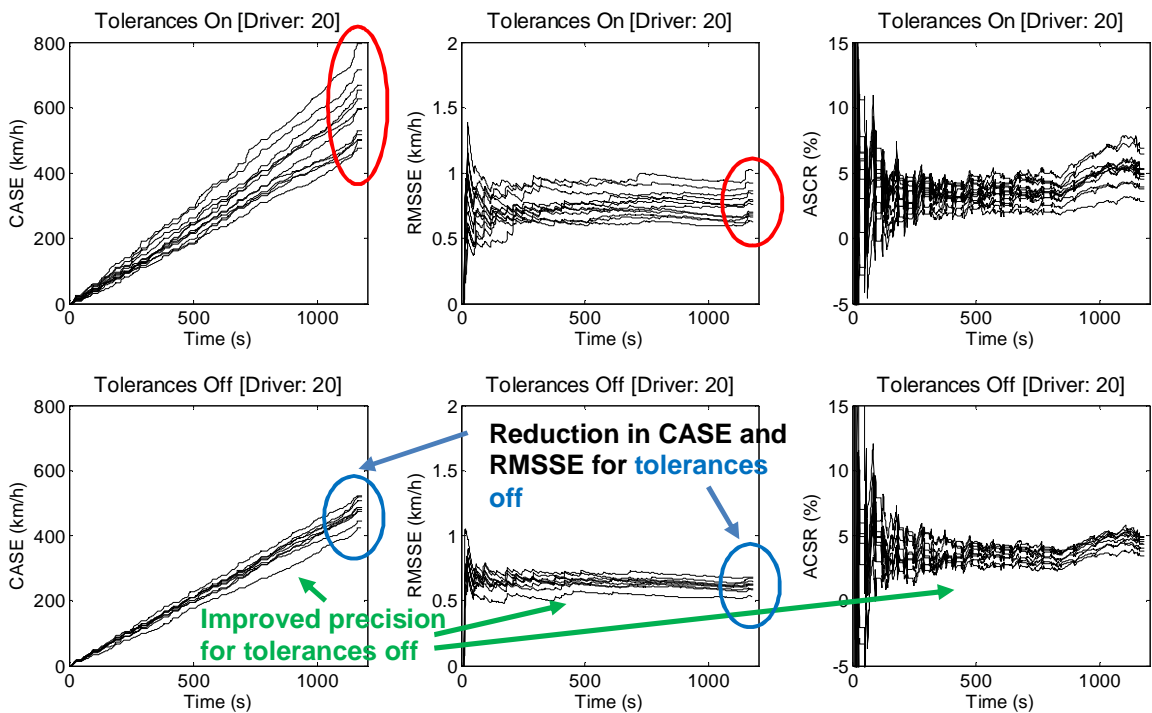 Tolerances On [Driver: 20]
CASE (km/h)
800
600
400
200
0
0
500
1000
Time (s)
Tolerances On [Driver: 20]
RMSSE (km/h)
2
1.5
1
0.5
0
0
500
1000
Time (s)
Tolerances On [Driver: 20]
ASCR (%)
15
10
5
0
-5
0
500
1000
Time (s)
Tolerances Off [Driver: 20]
CASE (km/h)
800
600
400
200
0
0
500
1000
Time (s)
Tolerances Off [Driver: 20]
RMSSE (km/h)
2
1.5
1
0.5
0
0
500
1000
Time (s)
Reduction in CASE and
RMSSE for tolerances
off
Improved precision
for tolerances off
Tolerances Off [Driver: 20]
ACSR (%)
15
10
5
0
-5
0
500
1000
Time (s)